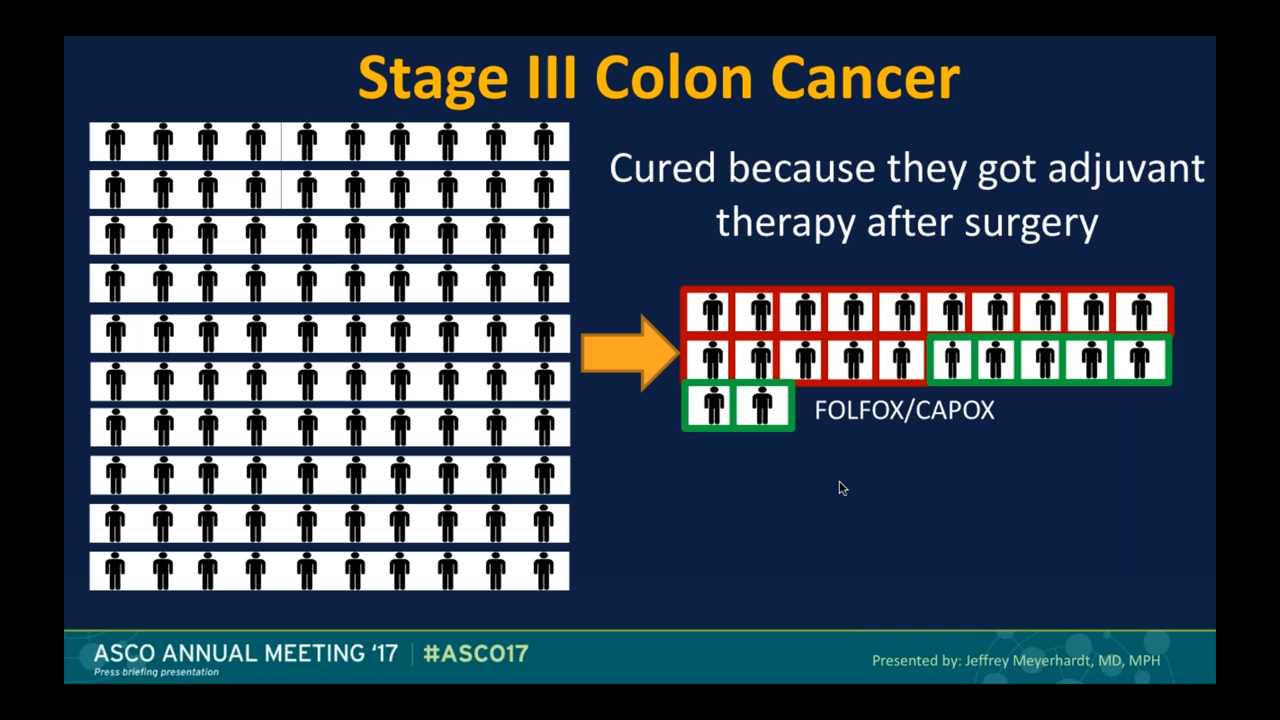 Stage III Colon Cancer
Cured because they got adjuvant
therapy after surgery
FOLFOX/CAPOX
ASCO ANNUAL MEETING ‘17 #ASCO17
Press briefing presentation
Presented by: Jeffrey Meyerhardt, MD, MPH